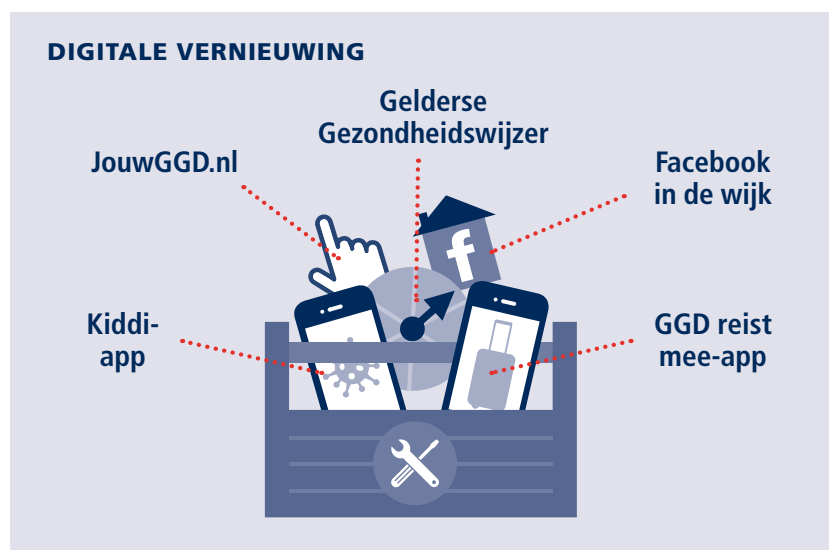 DIGITALE VERNIEUWING
Gelderse
Gezondheidswijzer
JouwGGD.nl
Facebook
in de wijk
f
Kiddi-
app
GGD reist
mee-app